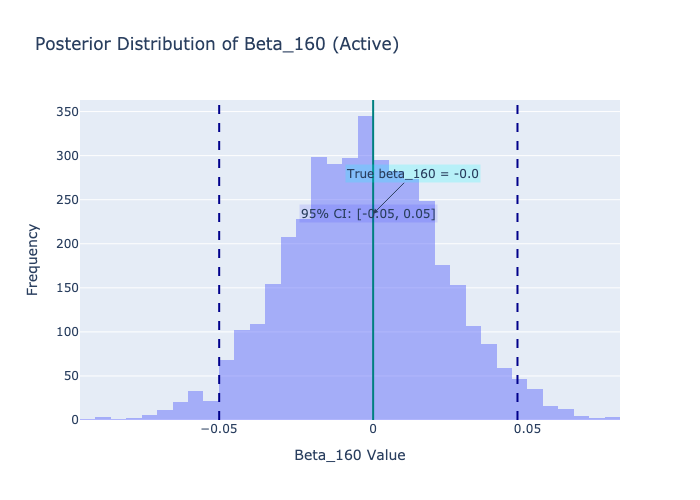 Posterior Distribution of Beta_160 (Active)
350
300
True beta_160 = -0.0
250
95% CI: [-0.05, 0.05]
200
150
100
50
0
−0.05
0
0.05
Frequency
Beta_160 Value